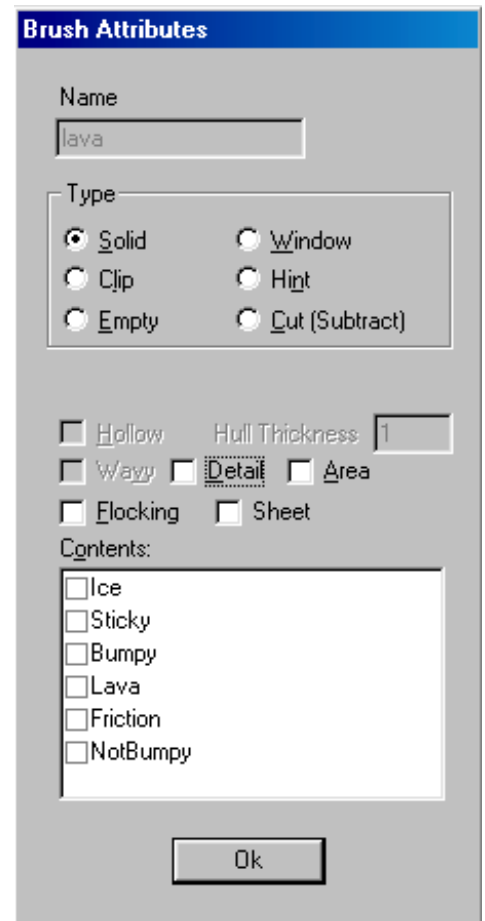 Brush Attributes
Name
lava
Type
Solid Window
Clip Hint
Empty Cut (Subtract)
Hollow Hull Thickness 1
Wavy Detail Area
Flocking Sheet
Contents:
Ice
Sticky
Bumpy
Lava
Friction
NotBumpy
Ok